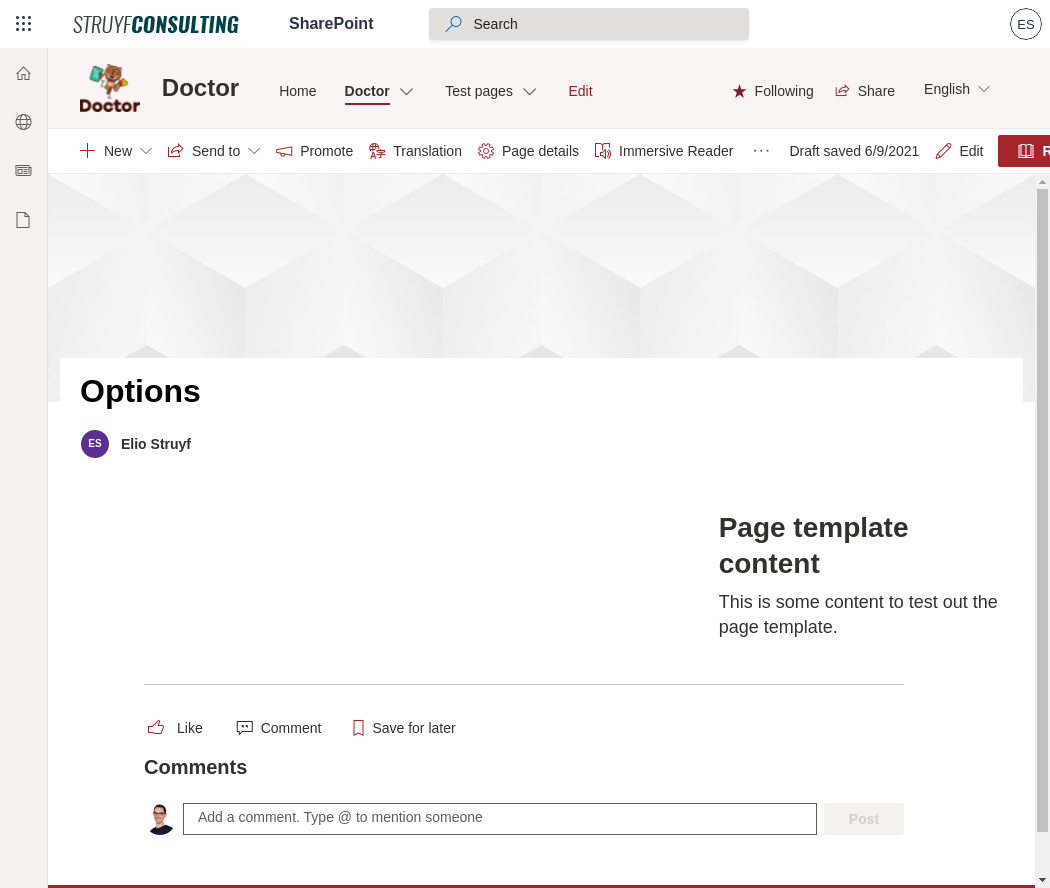 STRUYFCONSULTING SharePoint Search ES
Doctor Doctor Home Doctor Test pages Edit Following Share English
New Send to Promote Translation Page details Immersive Reader ... Draft saved 6/9/2021 Edit R
Options
ES Elio Struyf
Page template
content
This is some content to test out the
page template.
Like Comment Save for later
Comments
Add a comment. Type @ to mention someone Post